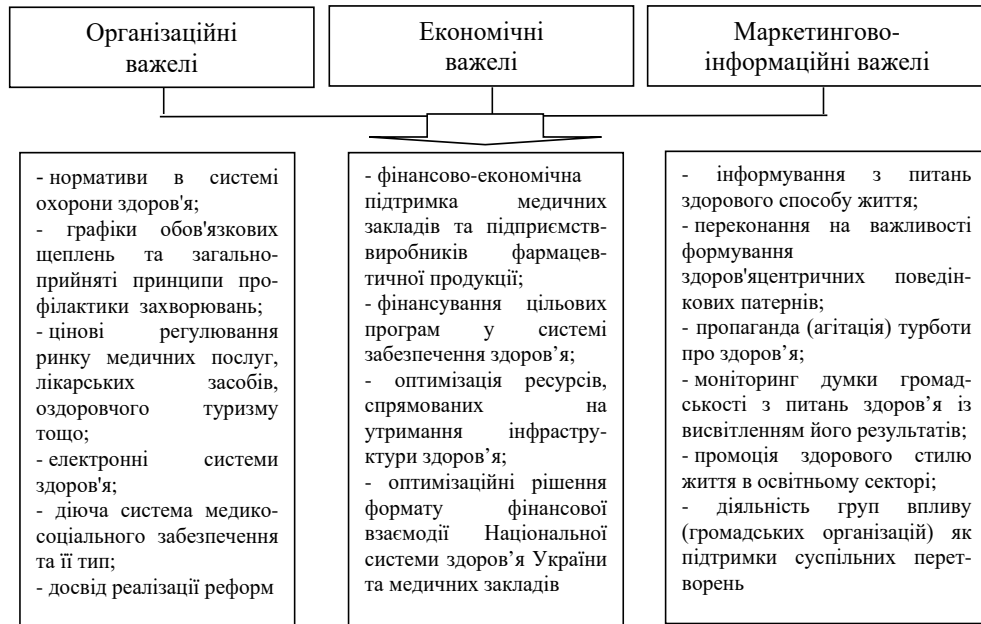 Організаційні
важелі
Економічні
важелі
Маркетингово-
інформаційні важелі
- нормативи в системі
охорони здоров'я;
- графіки обов'язкових
щеплень та загально-
прийняті принципи про-
філактики захворювань;
- цінові регулювання
ринку медичних послуг,
лікарських засобів,
оздоровчого туризму
тощо;
- електронні системи
здоров'я;
- діюча система медико-
соціального забезпечення
та її тип;
- досвід реалізації реформ
- фінансово-економічна
підтримка медичних
закладів та підприємств-
виробників фармацев-
тичної продукції;
- фінансування цільових
програм у системі
забезпечення здоров’я;
- оптимізація ресурсів,
спрямованих на
утримання інфрастру-
ктури здоров’я;
- оптимізаційні рішення
формату фінансової
взаємодії Національної
системи здоров’я України
та медичних закладів
- інформування з питань
здорового способу життя;
- переконання на важливості
формування
здоров'яцентричних поведін-
кових патернів;
- пропаганда (агітація) турботи
про здоров’я;
- моніторинг думки громад-
ськості з питань здоров’я із
висвітленням його результатів;
- промоція здорового стилю
життя в освітньому секторі;
- діяльність груп впливу
(громадських організацій) як
підтримки суспільних перет-
ворень